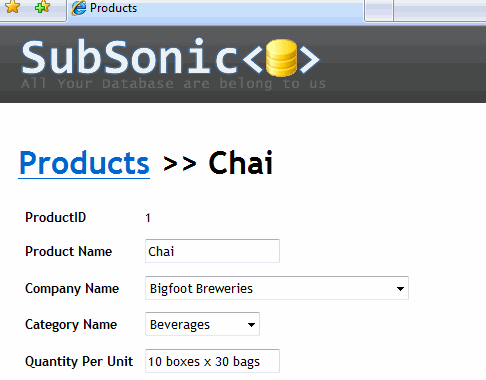 Products
SubSonic<>
All Your Database are belong to us
Products >> Chai
ProductID 1
Product Name Chai
Company Name Bigfoot Breweries
Category Name Beverages
Quantity Per Unit 10 boxes x 30 bags